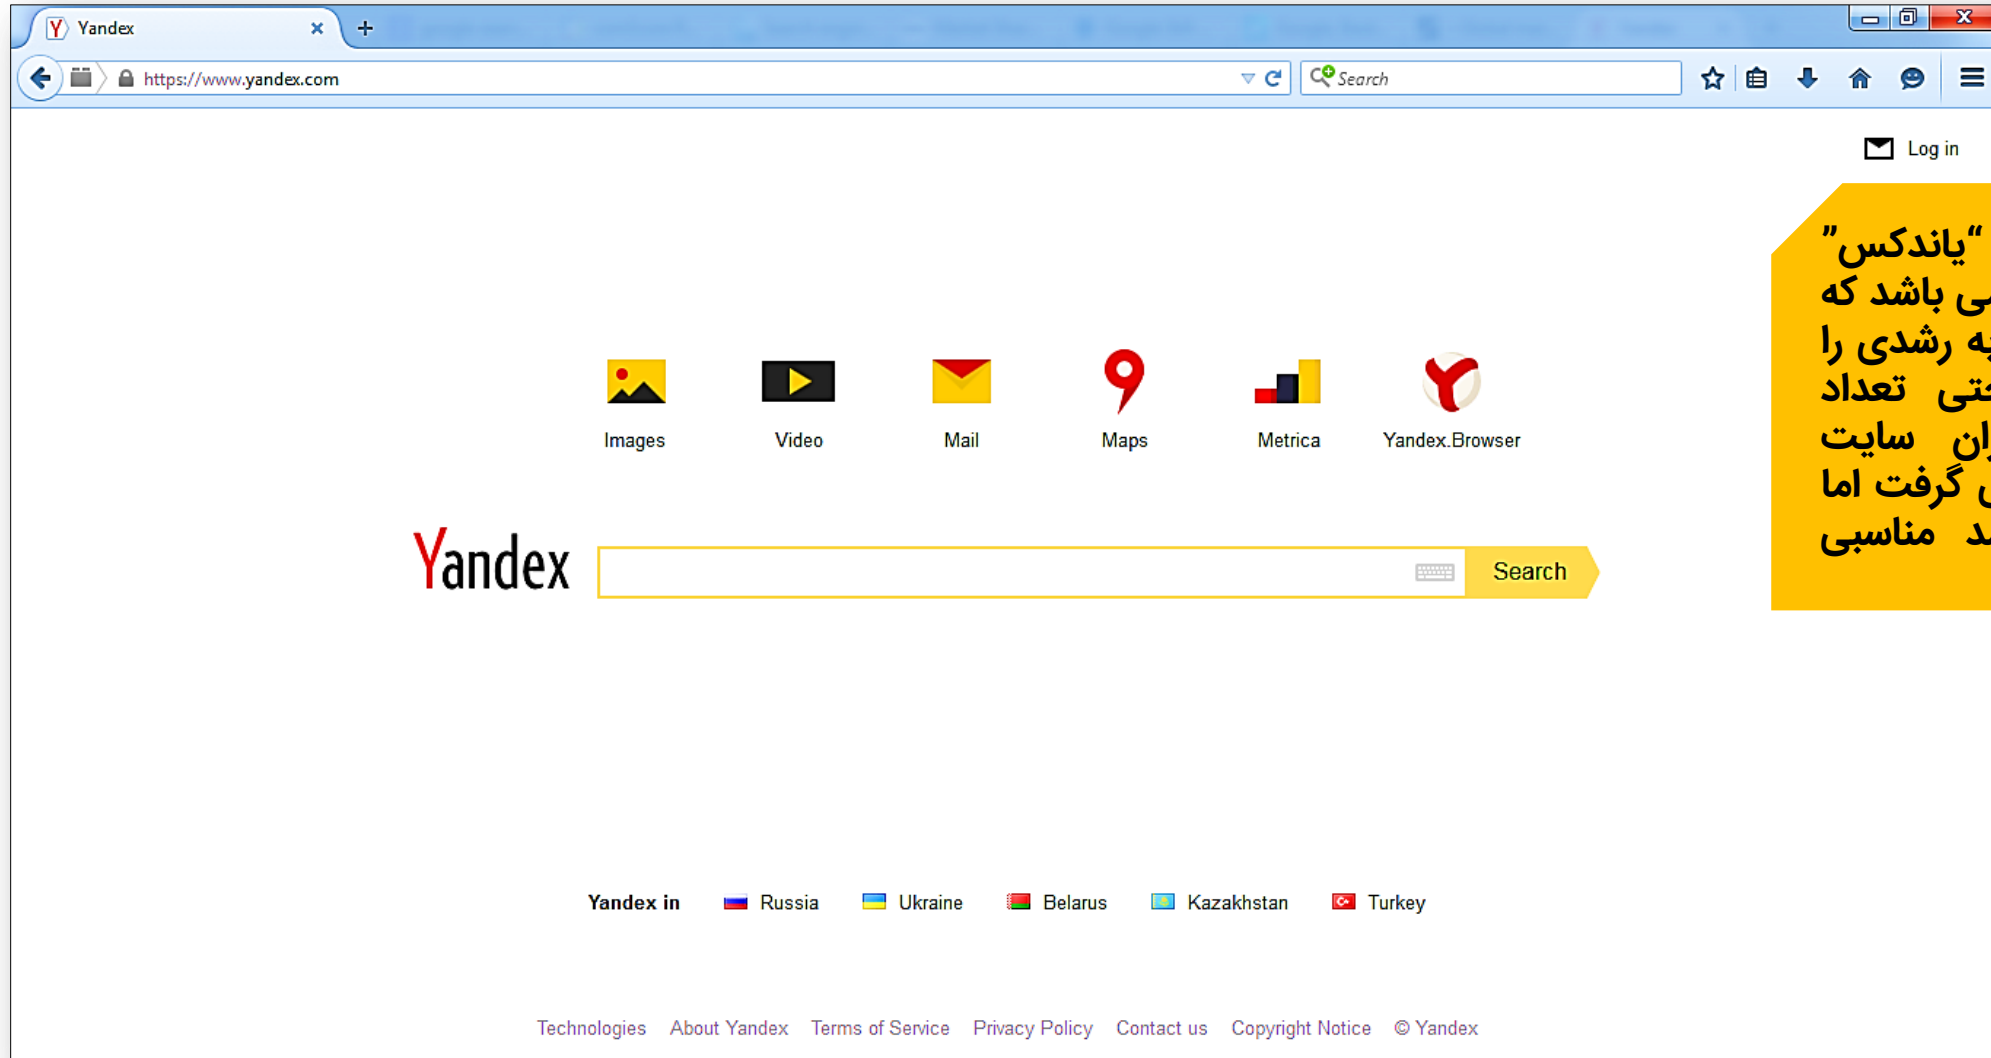 Yandex
https://www.yandex.com
Search
Log in
“یاندکس”
باشد که
رشدی را
تعداد
سایت
گرفت اما
مناسبی
Images Video Mail Maps Metrica Yandex.Browser
Yandex Search
Yandex in Russia Ukraine Belarus Kazakhstan Turkey
Technologies About Yandex Terms of Service Privacy Policy Contact us Copyright Notice © Yandex